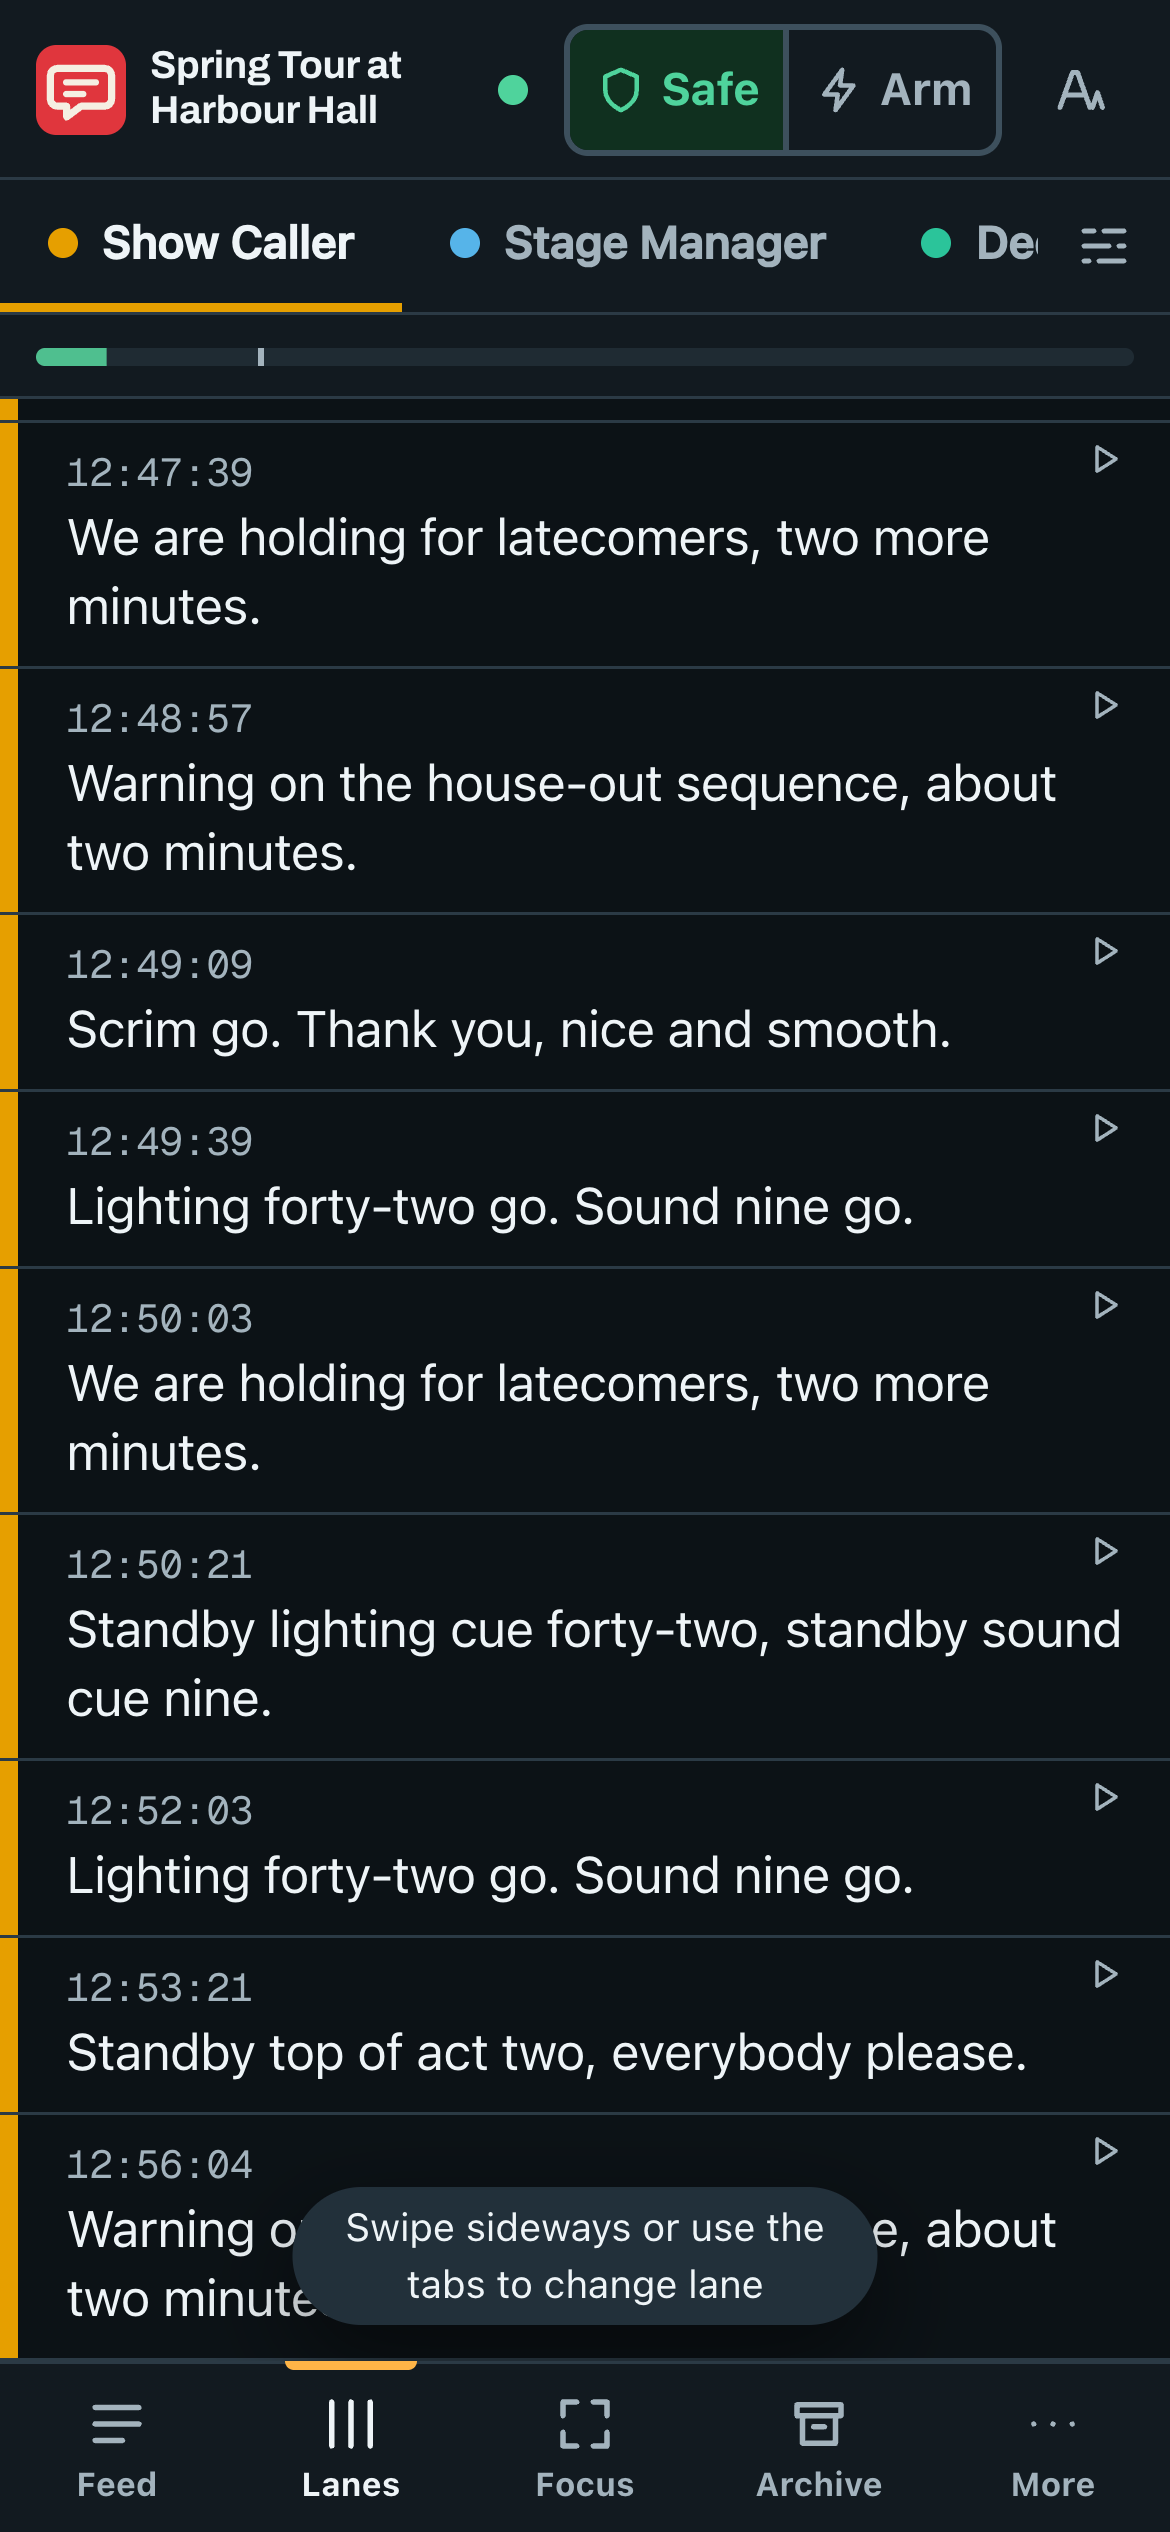 Spring Tour at
Harbour Hall
Safe
Arm
Show Caller
Stage Manager
12:47:39
We are holding for latecomers, two more
minutes.
12:48:57
Warning on the house-out sequence, about
two minutes.
12:49:09
Scrim go. Thank you, nice and smooth.
12:49:39
Lighting forty-two go. Sound nine go.
12:50:03
We are holding for latecomers, two more
minutes.
12:50:21
Standby lighting cue forty-two, standby sound
cue nine.
12:52:03
Lighting forty-two go. Sound nine go.
12:53:21
Standby top of act two, everybody please.
12:56:04
Warning about
two
Swipe sideways or use the
tabs to change lane
Feed
Lanes
Focus
Archive
More